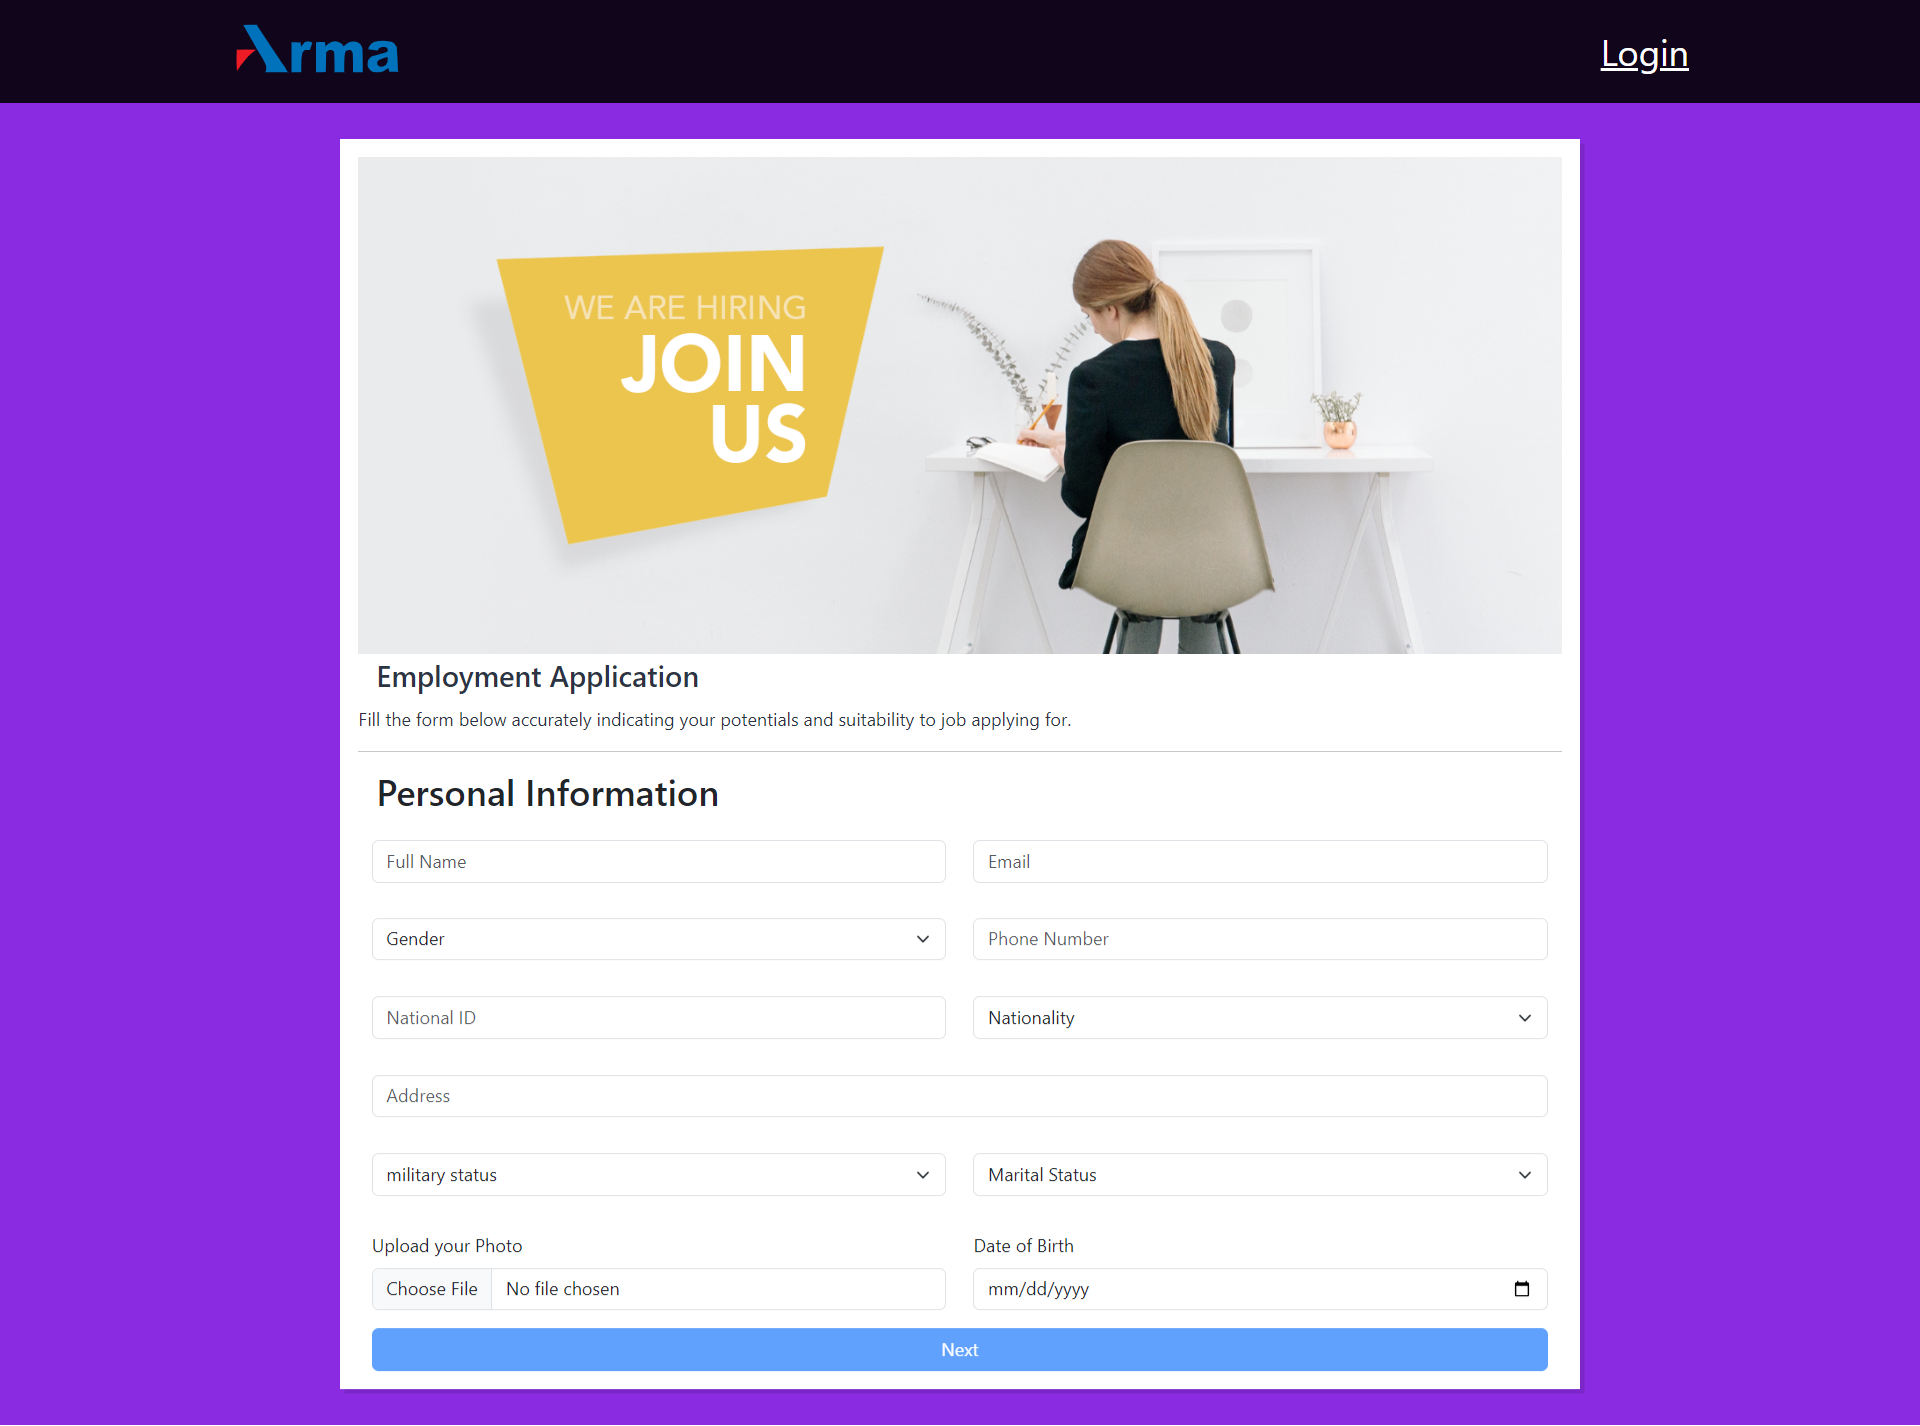 Arma
Login
WE ARE HIRING
JOIN
US
Employment Application
Fill the form below accurately indicating your potentials and suitability to job applying for.
Personal Information
Full Name
Email
Gender
Phone Number
National ID
Nationality
Address
military status
Marital Status
Upload your Photo
Date of Birth
Choose File No file chosen
mm/dd/yyyy
Next